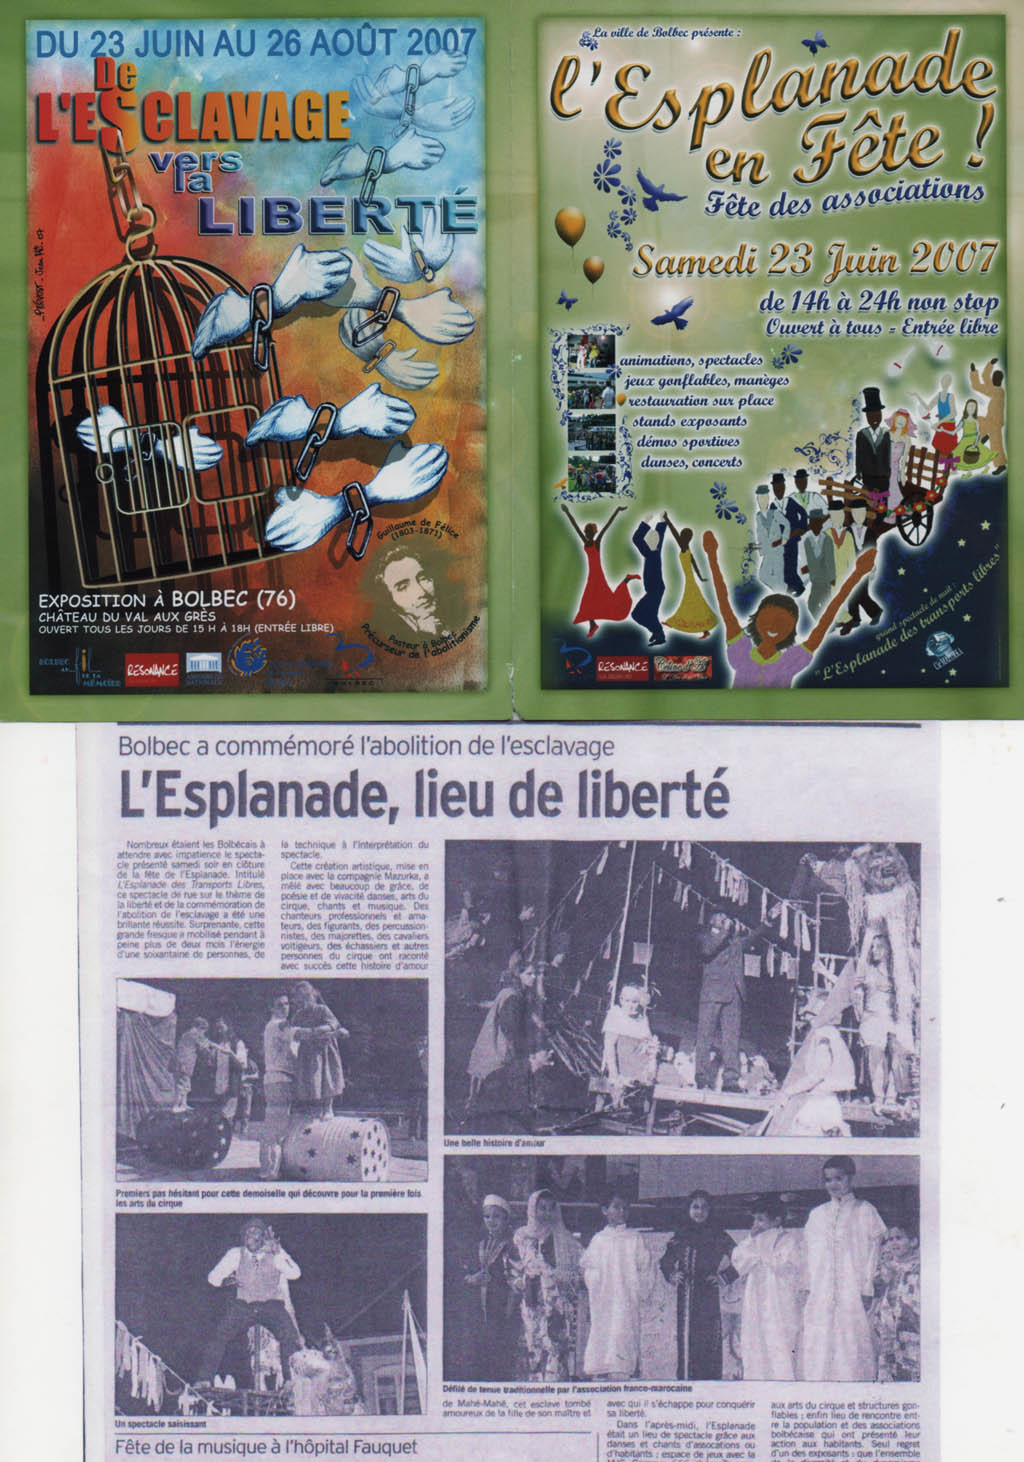 DU 23 JUIN AU 26 AOÛT 2007
De
L'ESCLAVAGE
vers
la
LIBERTÉ
Guillaume de Félice
(1803-1871)
Pasteur à Bolbec
Précurseur de l'abolitionisme
EXPOSITION À BOLBEC (76)
CHÂTEAU DU VAL AUX GRÈS
OUVERT TOUS LES JOURS DE 15 H À 18H (ENTRÉE LIBRE)
RESONANCE
La ville de Bolbec présente :
l'Esplanade
en Fête !
Fête des associations
Samedi 23 Juin 2007
de 14h à 24h non stop
Ouvert à tous - Entrée libre
animations, spectacles
jeux gonflables, manèges
restauration sur place
stands exposants
démos sportives
danses, concerts
grand spectacle de nuit :
"L'Esplanade des transports libres"
RESONANCE
Bolbec a commémoré l'abolition de l'esclavage
L'Esplanade, lieu de liberté
Nombreux étaient les Bolbécais à
attendre avec impatience le specta-
cle présenté samedi soir en clôture
de la fête de l'Esplanade. Intitulé
L'Esplanade des Transports Libres,
ce spectacle de rue sur le thème de
la liberté et de la commémoration de
l'abolition de l'esclavage a été une
brillante réussite. Surprenante, cette
grande fresque a mobilisé pendant à
peine plus de deux mois l'énergie
d'une soixantaine de personnes, de
la technique à l'interprétation du
spectacle.
Cette création artistique, mise en
place avec la compagnie Mazurka, a
mêlé avec beaucoup de grâce, de
poésie et de vivacité danses, arts du
cirque, chants et musique. Des
chanteurs professionnels et ama-
teurs, des figurants, des percussion-
nistes, des majorettes, des cavaliers
voltigeurs, des échassiers et autres
personnes du cirque ont raconté
avec succès cette histoire d'amour
Une belle histoire d'amour
Premiers pas hésitant pour cette demoiselle qui découvre pour la première fois
les arts du cirque
Un spectacle saisissant
Défilé de tenue traditionnelle par l'association franco-marocaine
de Mahé-Mahé, cet esclave tombé
amoureux de la fille de son maître et
avec qui il s'échappe pour conquérir
sa liberté.
Dans l'après-midi, l'Esplanade
était un lieu de spectacle grâce aux
danses et chants d'assocations ou
d'habitants ; espace de jeux avec la
aux arts du cirque et structures gon-
flables ; enfin lieu de rencontre ent-
re la population et des associations
bolbécaise qui ont présenté leur
action aux habitants. Seul regret
d'un des exposants : que l'ensemble
Fête de la musique à l'hôpital Fauquet